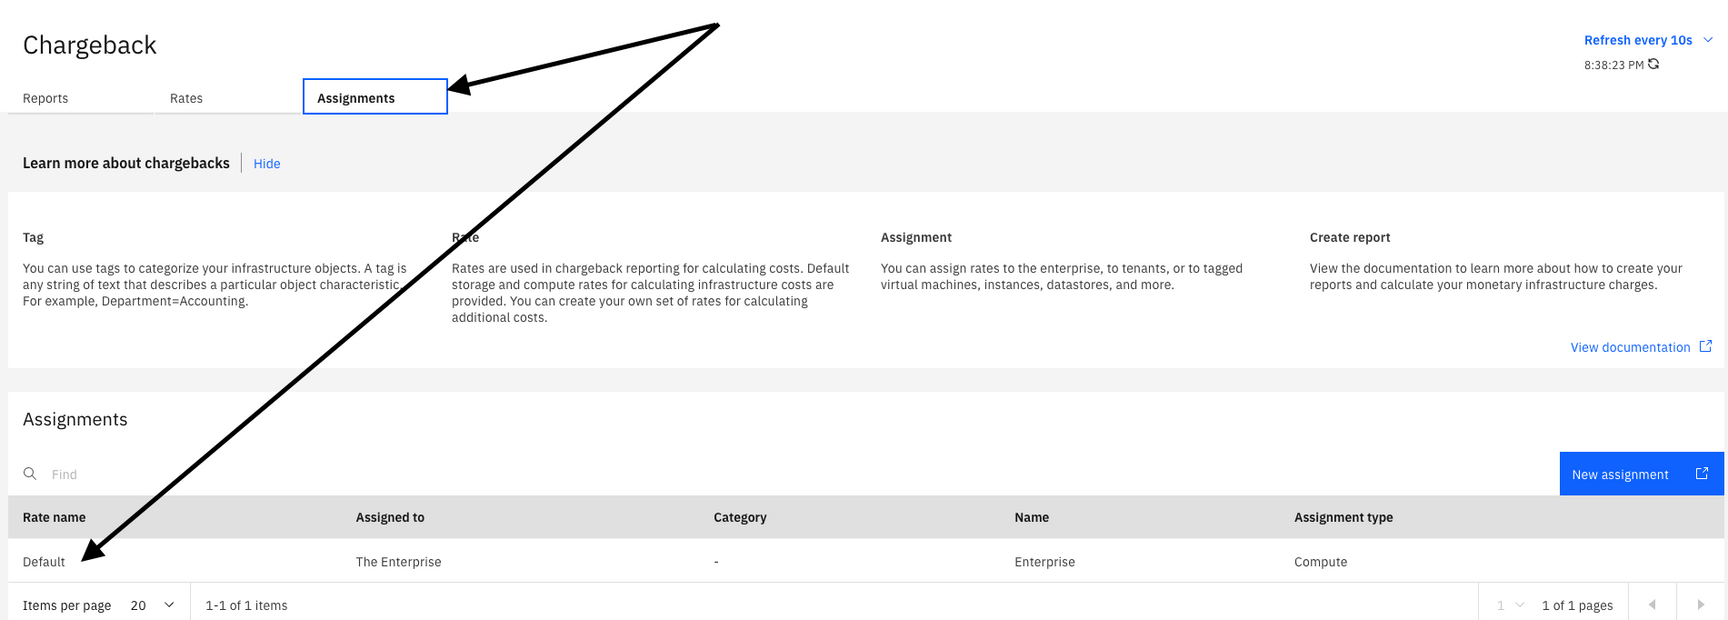 Chargeback
Refresh every 10s
8:38:23 PM
Reports Rates Assignments
Learn more about chargebacks Hide
Tag
You can use tags to categorize your infrastructure objects. A tag is
any string of text that describes a particular object characteristic.
For example, Department=Accounting.
Rate
Rates are used in chargeback reporting for calculating costs. Default
storage and compute rates for calculating infrastructure costs are
provided. You can create your own set of rates for calculating
additional costs.
Assignment
You can assign rates to the enterprise, to tenants, or to tagged
virtual machines, instances, datastores, and more.
Create report
View the documentation to learn more about how to create your
reports and calculate your monetary infrastructure charges.
View documentation
Assignments
Find
New assignment
Rate name Assigned to Category Name Assignment type
Default The Enterprise - Enterprise Compute
Items per page 20 1-1 of 1 items 1 1 of 1 pages